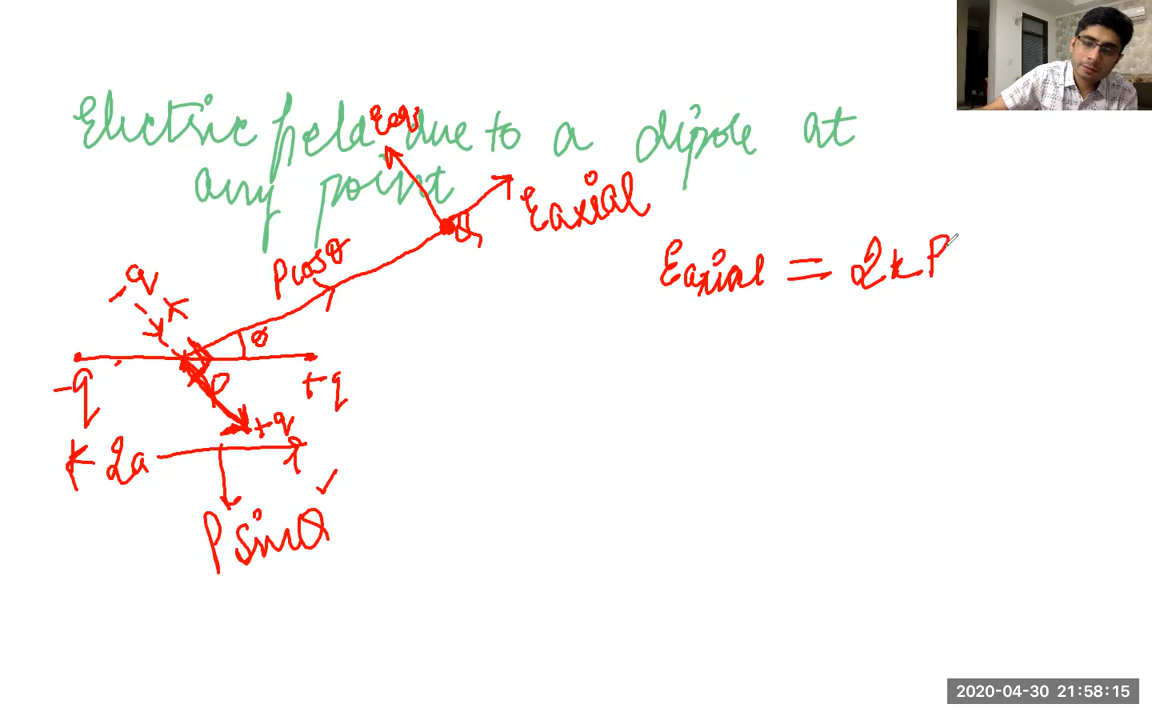 Electric field due to a dipole at
any point
Eaxial
Eaxial = 2kP
Pcosθ
-q
θ
-q
P
+q
+q
2a
Psinθ
2020-04-30 21:58:15